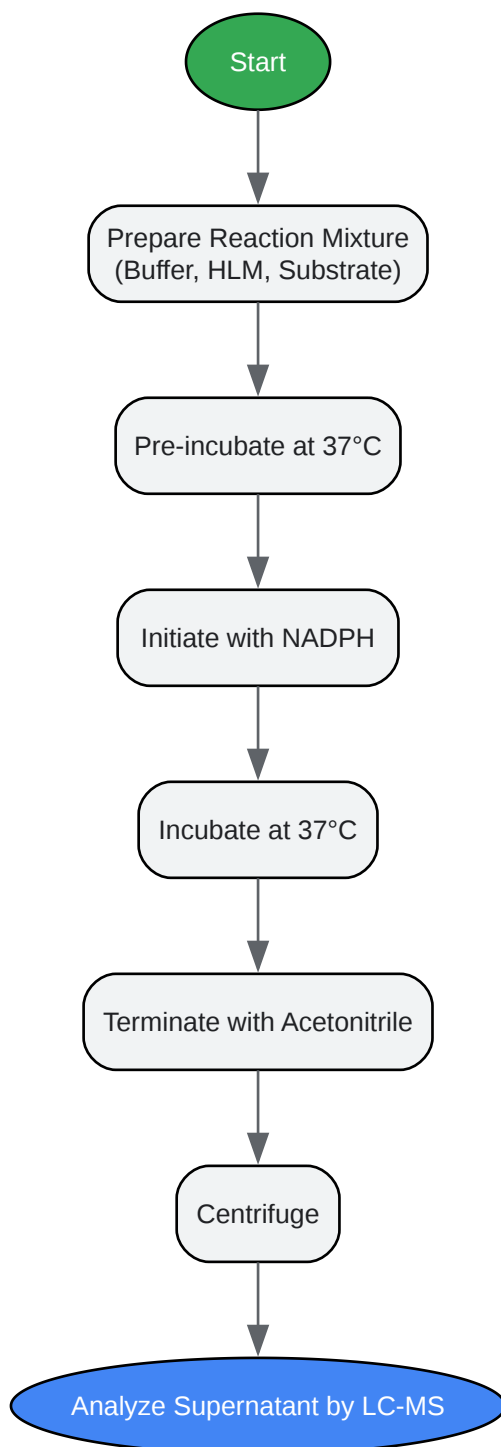 Start
Prepare Reaction Mixture
(Buffer, HLM, Substrate)
Pre-incubate at 37°C
Initiate with NADPH
Incubate at 37°C
Terminate with Acetonitrile
Centrifuge
Analyze Supernatant by LC-MS